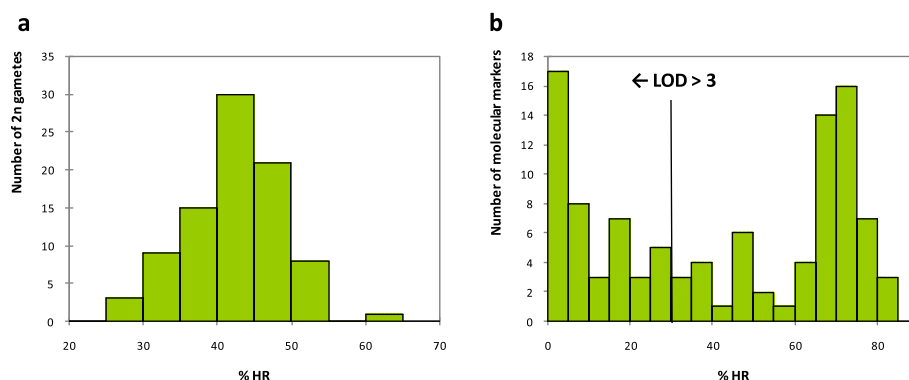 a
Number of 2n gametes
35
30
25
20
15
10
5
0
20 30 40 50 60 70
% HR
b
Number of molecular markers
18
16
14
12
10
8
6
4
2
0
← LOD > 3
0 20 40 60 80
% HR